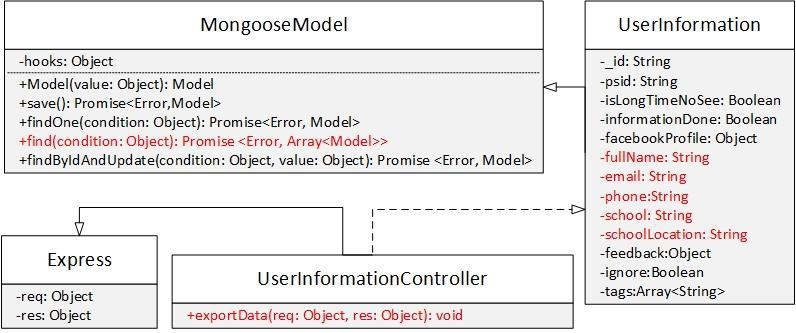 MongooseModel
-hooks: Object
+Model(value: Object): Model
+save(): Promise<Error,Model>
+findOne(condition: Object): Promise<Error, Model>
+find(condition: Object): Promise <Error, Array<Model>>
+findByIdAndUpdate(condition: Object, value: Object): Promise <Error, Model>
UserInformation
-_id: String
-psid: String
-isLongTimeNoSee: Boolean
-informationDone: Boolean
-facebookProfile: Object
-fullName: String
-email: String
-phone:String
-school: String
-schoolLocation: String
-feedback:Object
-ignore:Boolean
-tags:Array<String>
Express
-req: Object
-res: Object
UserInformationController
+exportData(req: Object, res: Object): void